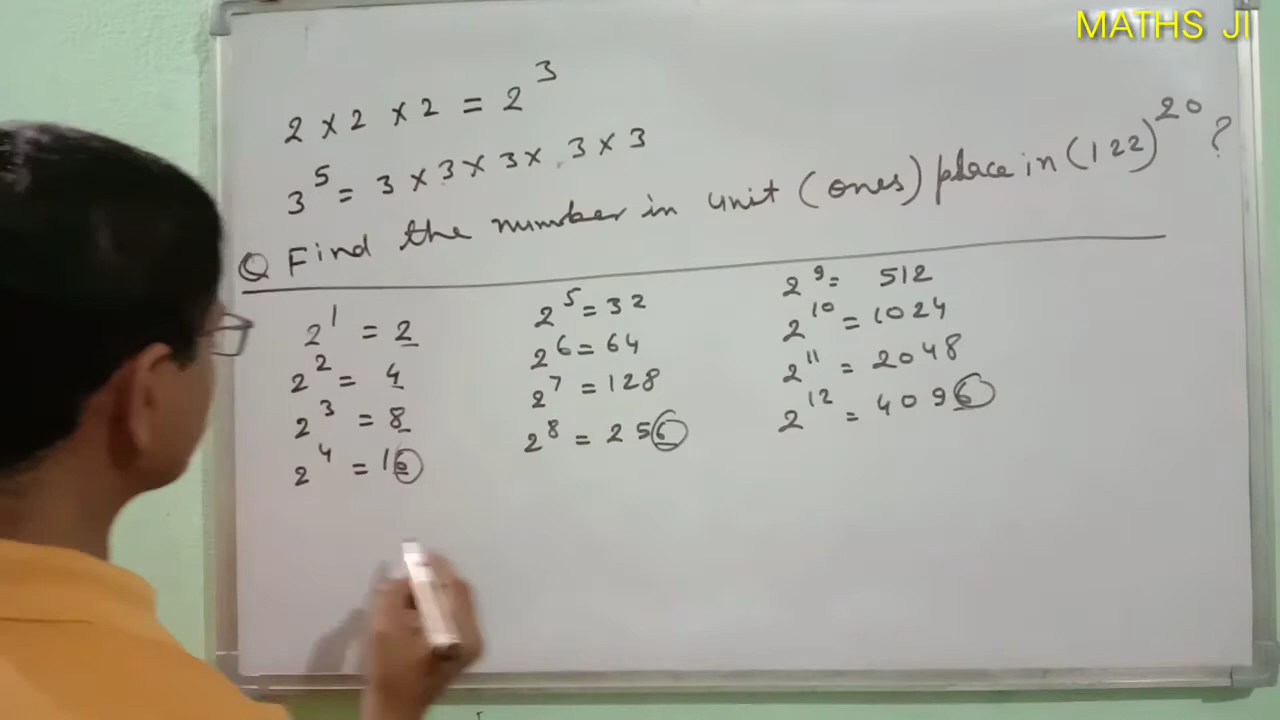 MATHS JI
2 × 2 × 2 = 2³
3⁵ = 3 × 3 × 3 × 3 × 3
Q Find the number in unit (ones) place in (122)²⁰ ?
2¹ = 2
2² = 4
2³ = 8
2⁴ = 16
2⁵ = 32
2⁶ = 64
2⁷ = 128
2⁸ = 256
2⁹ = 512
2¹⁰ = 1024
2¹¹ = 2048
2¹² = 4096